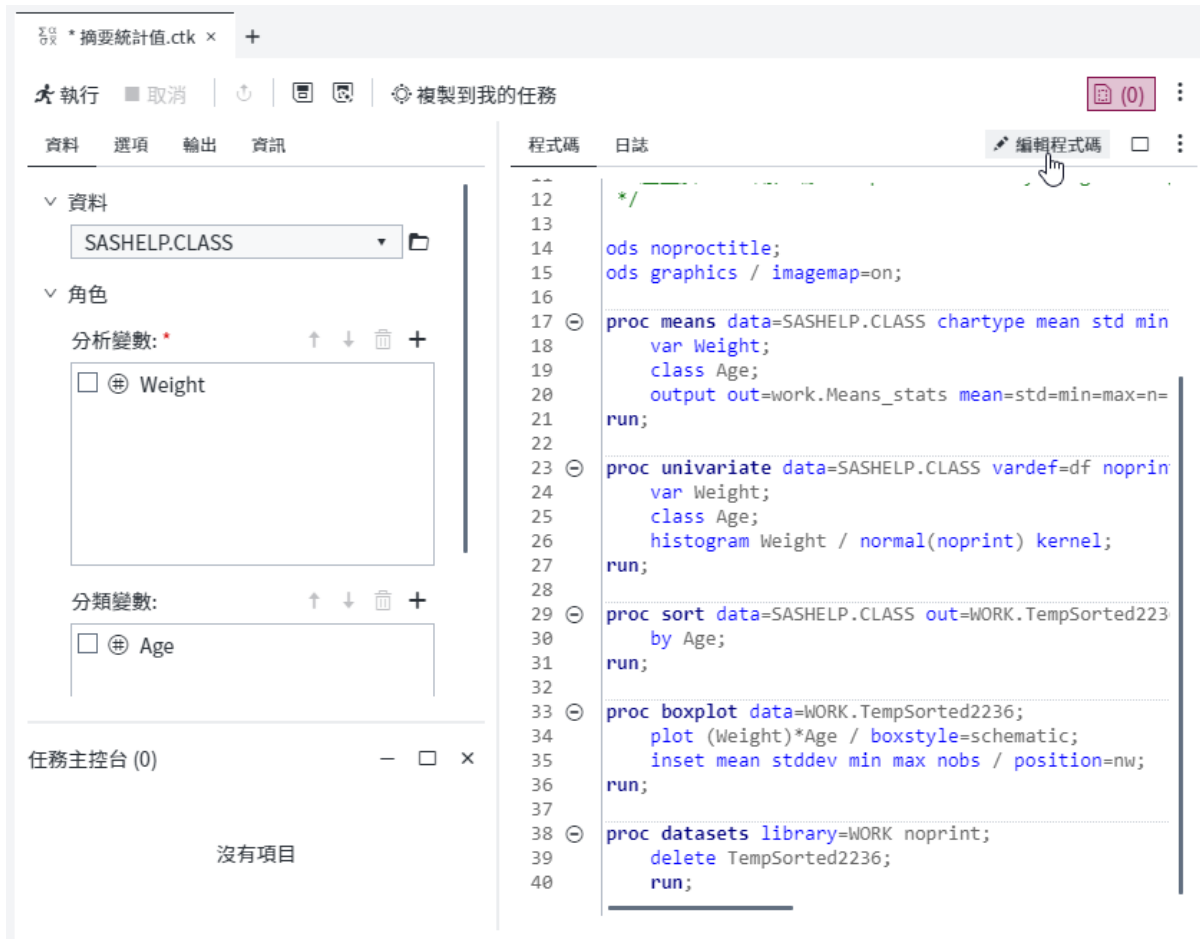 * 摘要統計值.ctk × +
執行 取消 複製到我的任務 (0)
資料 選項 輸出 資訊
資料
SASHELP.CLASS
角色
分析變數: *
Weight
分類變數:
Age
任務主控台 (0)
沒有項目
程式碼 日誌 編輯程式碼
12 */
13
14 ods noproctitle;
15 ods graphics / imagemap=on;
16
17 proc means data=SASHELP.CLASS chartype mean std min
18 var Weight;
19 class Age;
20 output out=work.Means_stats mean=std=min=max=n=
21 run;
22
23 proc univariate data=SASHELP.CLASS vardef=df noprin
24 var Weight;
25 class Age;
26 histogram Weight / normal(noprint) kernel;
27 run;
28
29 proc sort data=SASHELP.CLASS out=WORK.TempSorted223
30 by Age;
31 run;
32
33 proc boxplot data=WORK.TempSorted2236;
34 plot (Weight)*Age / boxstyle=schematic;
35 inset mean stddev min max nobs / position=nw;
36 run;
37
38 proc datasets library=WORK noprint;
39 delete TempSorted2236;
40 run;